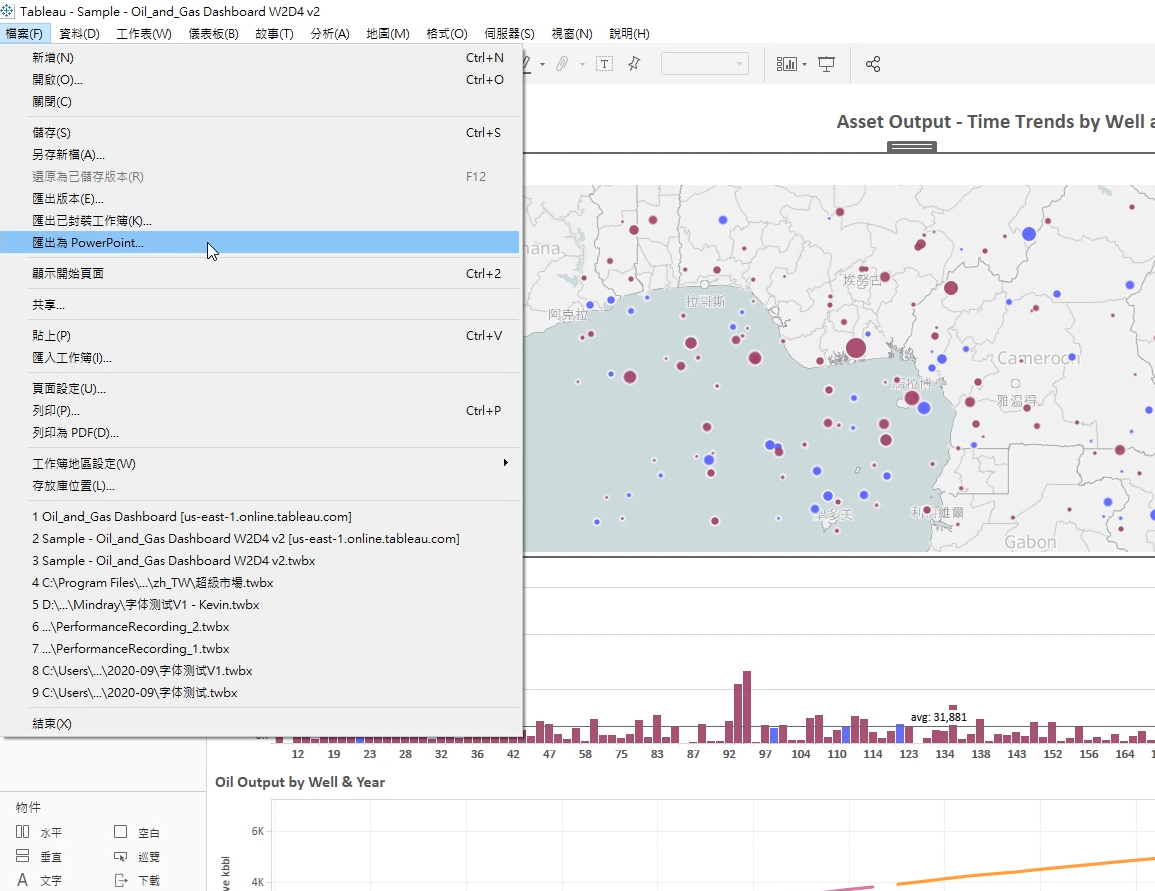 Tableau - Sample - Oil_and_Gas Dashboard W2D4 v2
檔案(F) 資料(D) 工作表(W) 儀表板(B) 故事(T) 分析(A) 地圖(M) 格式(O) 伺服器(S) 視窗(N) 說明(H)
新增(N) Ctrl+N
開啟(O)... Ctrl+O
關閉(C)
儲存(S) Ctrl+S
另存新檔(A)...
還原為已儲存版本(R) F12
匯出版本(E)...
匯出已封裝工作簿(K)...
匯出為 PowerPoint...
顯示開始頁面 Ctrl+2
共享...
貼上(P) Ctrl+V
匯入工作簿(I)...
頁面設定(U)...
列印(P)... Ctrl+P
列印為 PDF(D)...
工作簿地區設定(W)
存放庫位置(L)...
1 Oil_and_Gas Dashboard [us-east-1.online.tableau.com]
2 Sample - Oil_and_Gas Dashboard W2D4 v2 [us-east-1.online.tableau.com]
3 Sample - Oil_and_Gas Dashboard W2D4 v2.twbx
4 C:\Program Files\...\zh_TW\超級市場.twbx
5 D:\...\Mindray\字体测试V1 - Kevin.twbx
6 ...\PerformanceRecording_2.twbx
7 ...\PerformanceRecording_1.twbx
8 C:\Users\...\2020-09\字体测试V1.twbx
9 C:\Users\...\2020-09\字体测试.twbx
結束(X)
T
Asset Output - Time Trends by Well a
hana
拉哥斯
阿克拉
埃努古
Cameroon
馬拉博
雅温得
利伯維爾
Gabon
avg: 31,881
12 19 23 28 32 36 42 47 58 75 83 87 92 97 104 110 114 123 134 138 143 152 156 164 1
Oil Output by Well & Year
6K
4K
ve kbbl
物件
水平 空白
垂直 巡覽
A 文字 下載